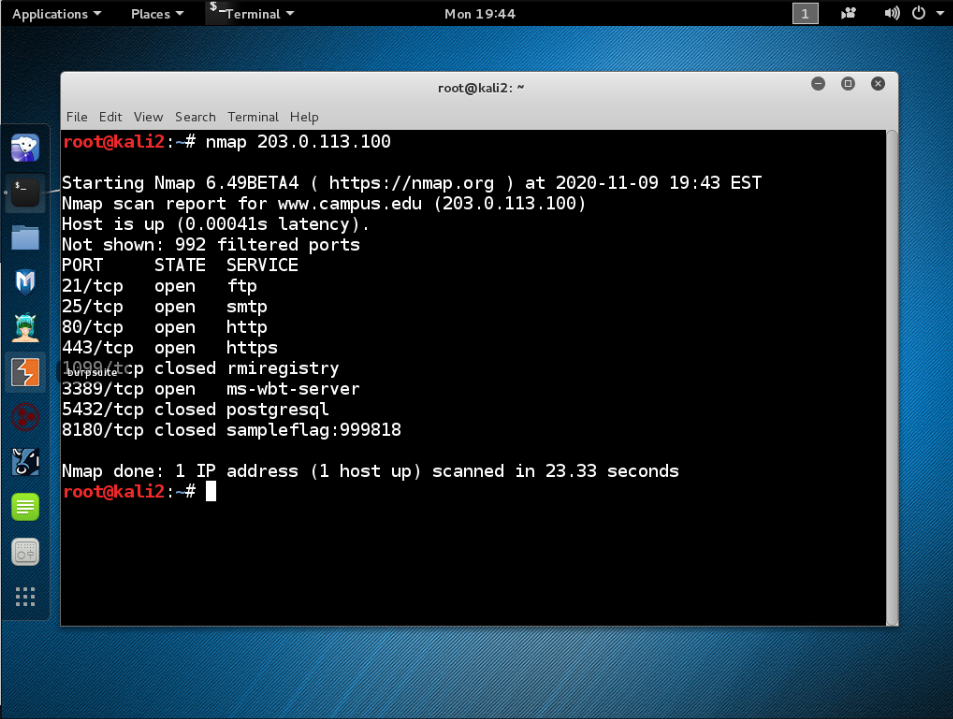 Applications Places Terminal Mon 19:44 1
root@kali2: ~
File Edit View Search Terminal Help
root@kali2:~# nmap 203.0.113.100
Starting Nmap 6.49BETA4 ( https://nmap.org ) at 2020-11-09 19:43 EST
Nmap scan report for www.campus.edu (203.0.113.100)
Host is up (0.00041s latency).
Not shown: 992 filtered ports
PORT STATE SERVICE
21/tcp open ftp
25/tcp open smtp
80/tcp open http
443/tcp open https
1099/tcp closed rmiregistry
burpsuite
3389/tcp open ms-wbt-server
5432/tcp closed postgresql
8180/tcp closed sampleflag:999818
Nmap done: 1 IP address (1 host up) scanned in 23.33 seconds
root@kali2:~#